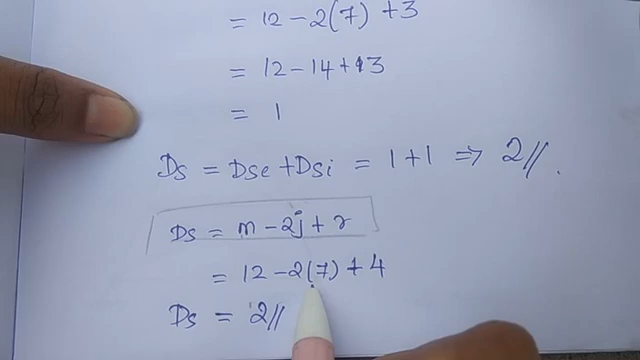 = 12 - 2(7) + 3
= 12 - 14 + 3
= 1
Ds = Dse + Dsi = 1 + 1 ⇒ 2//.
Ds = m - 2j + r
= 12 - 2(7) + 4
Ds = 2//